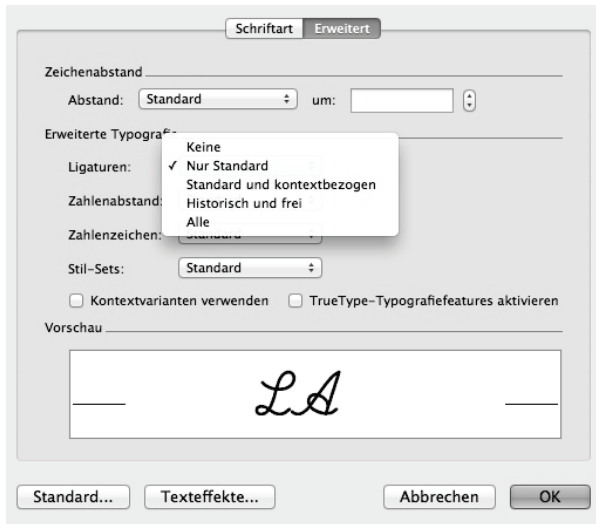 Schriftart Erweitert
Zeichenabstand
Abstand: Standard um:
Erweiterte Typografie
Keine
Ligaturen: ✓ Nur Standard
Standard und kontextbezogen
Zahlenabstand: Historisch und frei
Alle
Zahlenzeichen: Standard
Stil-Sets: Standard
Kontextvarianten verwenden TrueType-Typografiefeatures aktivieren
Vorschau
LA
Standard... Texteffekte... Abbrechen OK